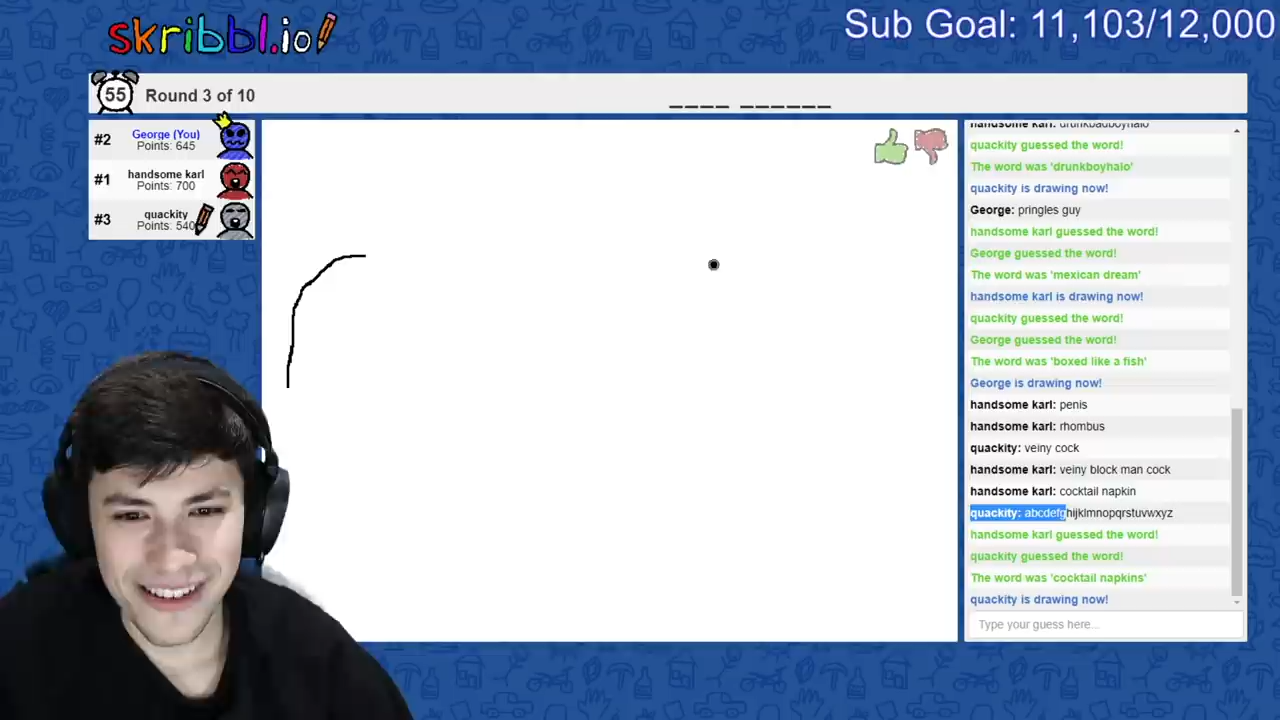 skribbl.io
Sub Goal: 11,103/12,000
55
Round 3 of 10
____ ______
#2
George (You)
Points: 645
#1
handsome karl
Points: 700
#3
quackity
Points: 540
handsome karl: drunkbadboyhalo
quackity guessed the word!
The word was 'drunkboyhalo'
quackity is drawing now!
George: pringles guy
handsome karl guessed the word!
George guessed the word!
The word was 'mexican dream'
handsome karl is drawing now!
quackity guessed the word!
George guessed the word!
The word was 'boxed like a fish'
George is drawing now!
handsome karl: penis
handsome karl: rhombus
quackity: veiny cock
handsome karl: veiny block man cock
handsome karl: cocktail napkin
quackity: abcdefghijklmnopqrstuvwxyz
handsome karl guessed the word!
quackity guessed the word!
The word was 'cocktail napkins'
quackity is drawing now!
Type your guess here...